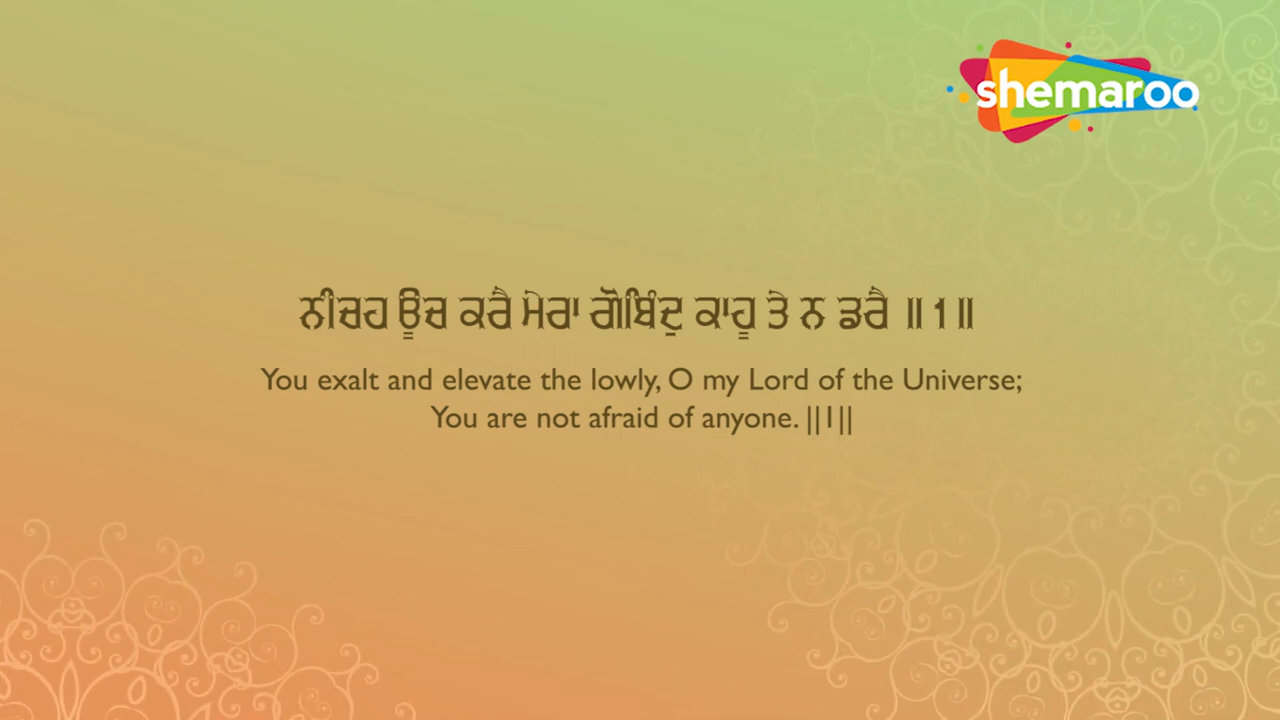 shemaroo
ਨੀਚਹ ਊਚ ਕਰੈ ਮੇਰਾ ਗੋਬਿੰਦੁ ਕਾਹੂ ਤੇ ਨ ਡਰੈ ॥੧॥
You exalt and elevate the lowly, O my Lord of the Universe;
You are not afraid of anyone. ||1||